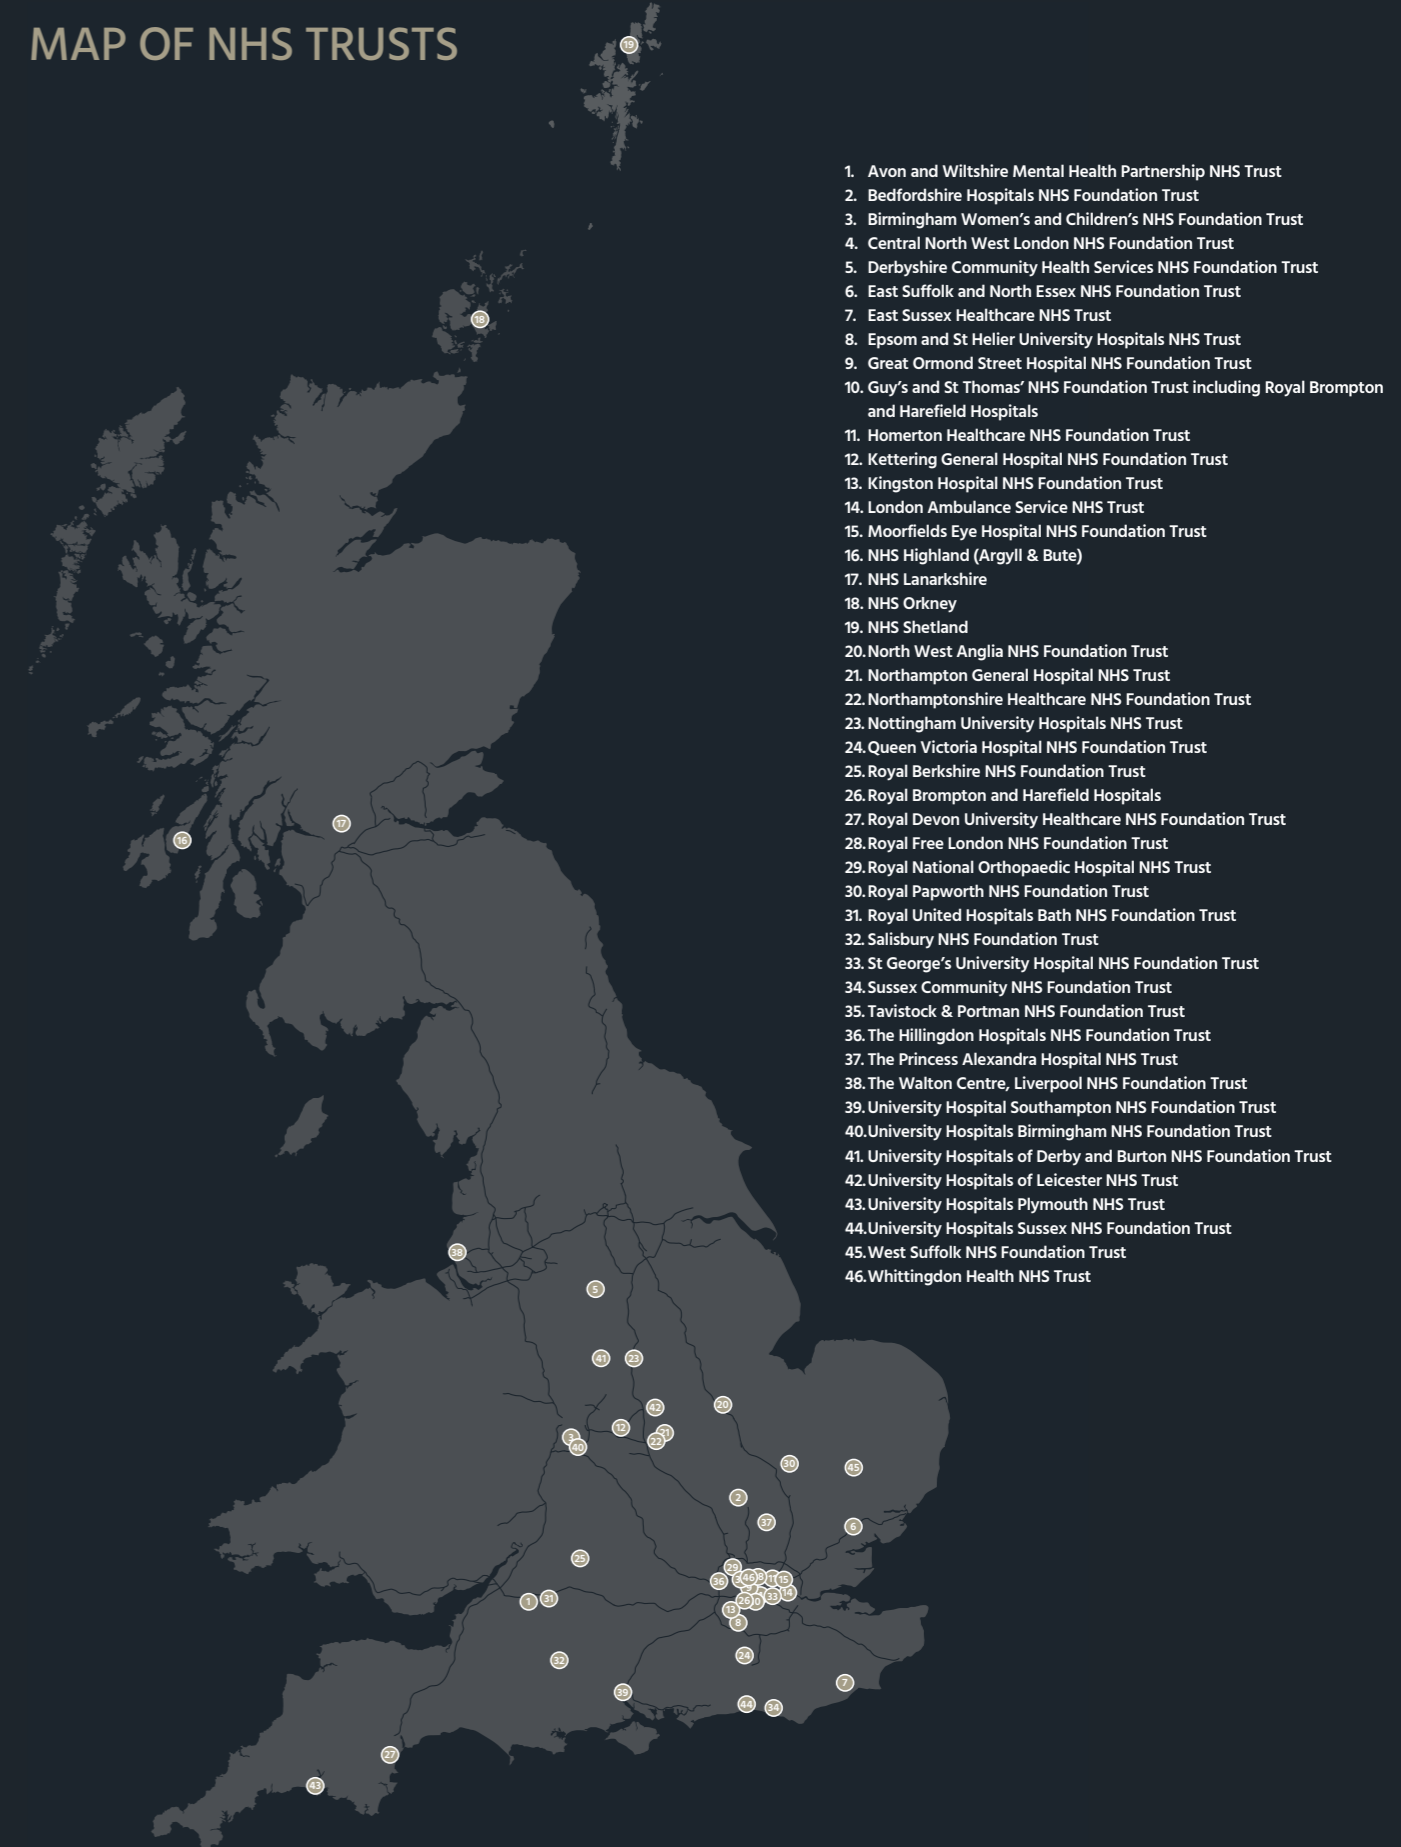 MAP OF NHS TRUSTS
1. Avon and Wiltshire Mental Health Partnership NHS Trust
2. Bedfordshire Hospitals NHS Foundation Trust
3. Birmingham Women’s and Children’s NHS Foundation Trust
4. Central North West London NHS Foundation Trust
5. Derbyshire Community Health Services NHS Foundation Trust
6. East Suffolk and North Essex NHS Foundation Trust
7. East Sussex Healthcare NHS Trust
8. Epsom and St Helier University Hospitals NHS Trust
9. Great Ormond Street Hospital NHS Foundation Trust
10. Guy’s and St Thomas’ NHS Foundation Trust including Royal Brompton
and Harefield Hospitals
11. Homerton Healthcare NHS Foundation Trust
12. Kettering General Hospital NHS Foundation Trust
13. Kingston Hospital NHS Foundation Trust
14. London Ambulance Service NHS Trust
15. Moorfields Eye Hospital NHS Foundation Trust
16. NHS Highland (Argyll & Bute)
17. NHS Lanarkshire
18. NHS Orkney
19. NHS Shetland
20. North West Anglia NHS Foundation Trust
21. Northampton General Hospital NHS Trust
22. Northamptonshire Healthcare NHS Foundation Trust
23. Nottingham University Hospitals NHS Trust
24. Queen Victoria Hospital NHS Foundation Trust
25. Royal Berkshire NHS Foundation Trust
26. Royal Brompton and Harefield Hospitals
27. Royal Devon University Healthcare NHS Foundation Trust
28. Royal Free London NHS Foundation Trust
29. Royal National Orthopaedic Hospital NHS Trust
30. Royal Papworth NHS Foundation Trust
31. Royal United Hospitals Bath NHS Foundation Trust
32. Salisbury NHS Foundation Trust
33. St George’s University Hospital NHS Foundation Trust
34. Sussex Community NHS Foundation Trust
35. Tavistock & Portman NHS Foundation Trust
36. The Hillingdon Hospitals NHS Foundation Trust
37. The Princess Alexandra Hospital NHS Trust
38. The Walton Centre, Liverpool NHS Foundation Trust
39. University Hospital Southampton NHS Foundation Trust
40. University Hospitals Birmingham NHS Foundation Trust
41. University Hospitals of Derby and Burton NHS Foundation Trust
42. University Hospitals of Leicester NHS Trust
43. University Hospitals Plymouth NHS Trust
44. University Hospitals Sussex NHS Foundation Trust
45. West Suffolk NHS Foundation Trust
46. Whittingdon Health NHS Trust
19
18
17
16
38
5
41
23
20
42
12
21
22
3
40
30
45
2
37
6
25
29
36
46
15
14
33
26
13
8
1
31
24
32
7
39
44
34
27
43